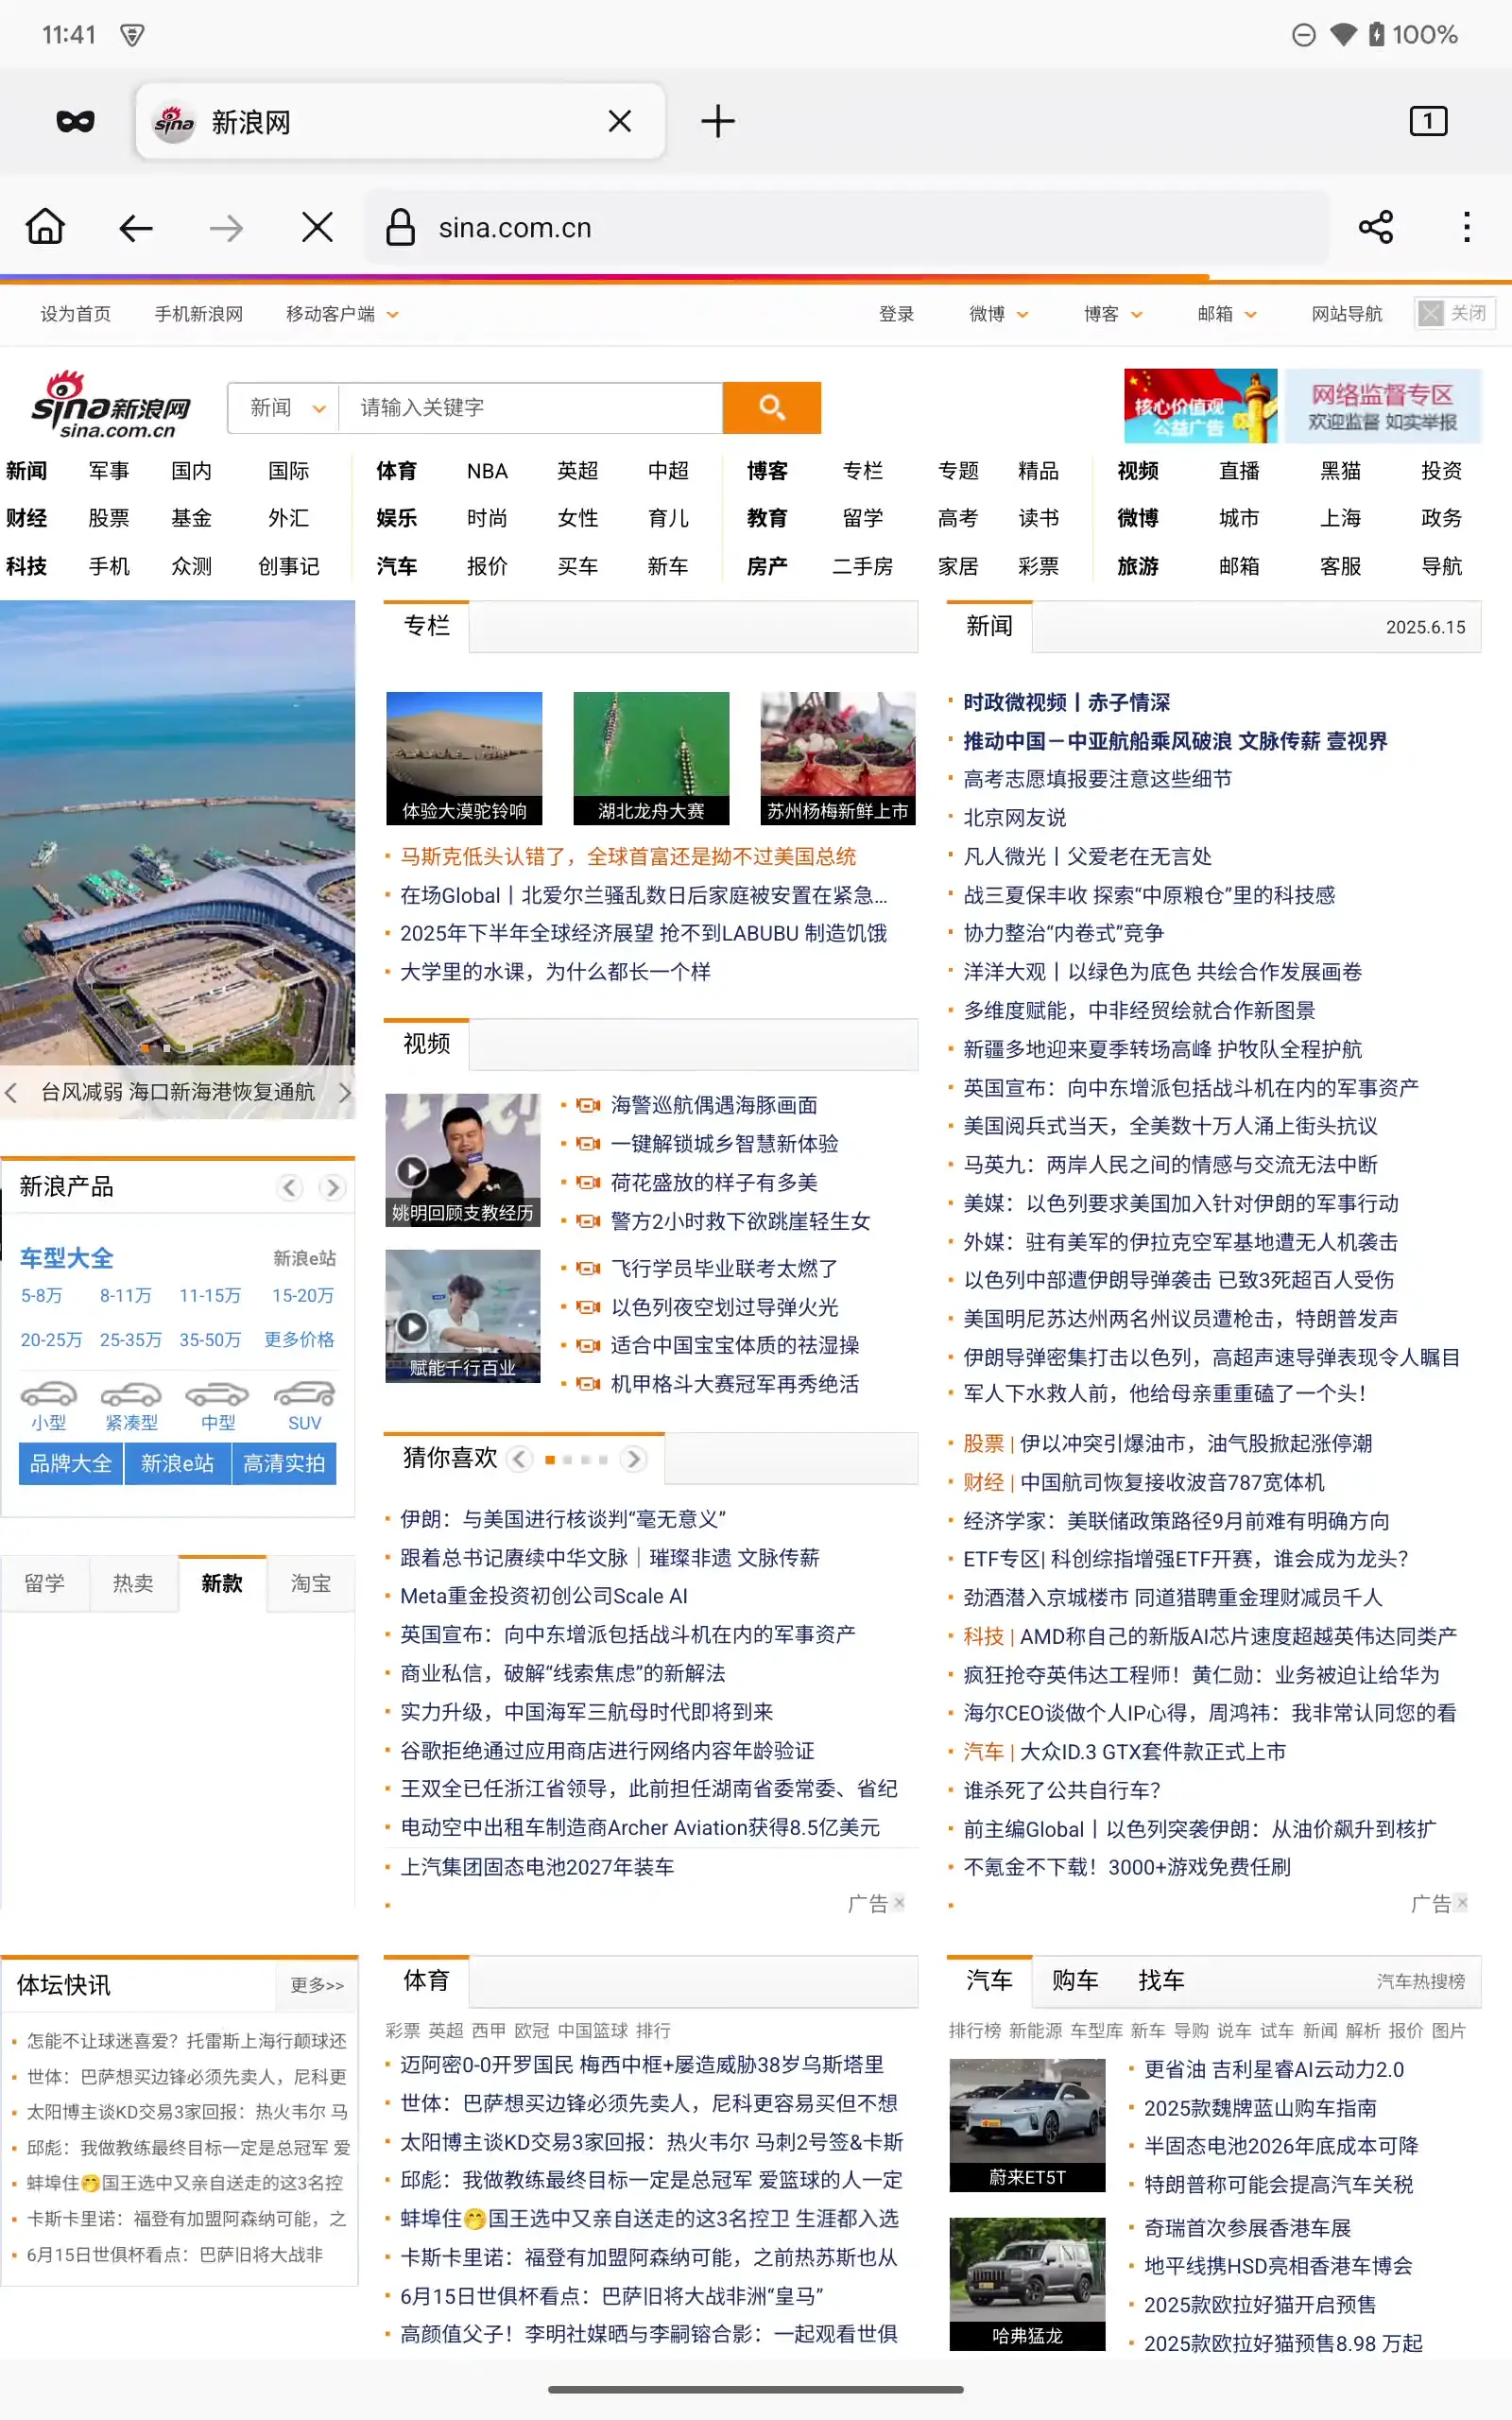 11:41
100%
新浪网
1
sina.com.cn
设为首页 手机新浪网 移动客户端 登录 微博 博客 邮箱 网站导航 关闭
sina新浪网
sina.com.cn
新闻 请输入关键字
核心价值观
公益广告
网络监督专区
欢迎监督 如实举报
新闻 军事 国内 国际 体育 NBA 英超 中超 博客 专栏 专题 精品 视频 直播 黑猫 投资
财经 股票 基金 外汇 娱乐 时尚 女性 育儿 教育 留学 高考 读书 微博 城市 上海 政务
科技 手机 众测 创事记 汽车 报价 买车 新车 房产 二手房 家居 彩票 旅游 邮箱 客服 导航
台风减弱 海口新海港恢复通航
新浪产品
车型大全 新浪e站
5-8万 8-11万 11-15万 15-20万
20-25万 25-35万 35-50万 更多价格
小型 紧凑型 中型 SUV
品牌大全 新浪e站 高清实拍
留学 热卖 新款 淘宝
体坛快讯 更多>>
怎能不让球迷喜爱？托雷斯上海行颠球还
世体：巴萨想买边锋必须先卖人，尼科更
太阳博主谈KD交易3家回报：热火韦尔 马
邱彪：我做教练最终目标一定是总冠军 爱
蚌埠住🤭国王选中又亲自送走的这3名控
卡斯卡里诺：福登有加盟阿森纳可能，之
6月15日世俱杯看点：巴萨旧将大战非
专栏
体验大漠驼铃响 湖北龙舟大赛 苏州杨梅新鲜上市
马斯克低头认错了，全球首富还是拗不过美国总统
在场Global丨北爱尔兰骚乱数日后家庭被安置在紧急...
2025年下半年全球经济展望 抢不到LABUBU 制造饥饿
大学里的水课，为什么都长一个样
视频
姚明回顾支教经历
海警巡航偶遇海豚画面
一键解锁城乡智慧新体验
荷花盛放的样子有多美
警方2小时救下欲跳崖轻生女
赋能千行百业
飞行学员毕业联考太燃了
以色列夜空划过导弹火光
适合中国宝宝体质的祛湿操
机甲格斗大赛冠军再秀绝活
猜你喜欢
伊朗：与美国进行核谈判“毫无意义”
跟着总书记赓续中华文脉｜璀璨非遗 文脉传薪
Meta重金投资初创公司Scale AI
英国宣布：向中东增派包括战斗机在内的军事资产
商业私信，破解“线索焦虑”的新解法
实力升级，中国海军三航母时代即将到来
谷歌拒绝通过应用商店进行网络内容年龄验证
王双全已任浙江省领导，此前担任湖南省委常委、省纪
电动空中出租车制造商Archer Aviation获得8.5亿美元
上汽集团固态电池2027年装车
广告
体育
彩票 英超 西甲 欧冠 中国篮球 排行
迈阿密0-0开罗国民 梅西中框+屡造威胁38岁乌斯塔里
世体：巴萨想买边锋必须先卖人，尼科更容易买但不想
太阳博主谈KD交易3家回报：热火韦尔 马刺2号签&卡斯
邱彪：我做教练最终目标一定是总冠军 爱篮球的人一定
蚌埠住🤭国王选中又亲自送走的这3名控卫 生涯都入选
卡斯卡里诺：福登有加盟阿森纳可能，之前热苏斯也从
6月15日世俱杯看点：巴萨旧将大战非洲“皇马”
高颜值父子！李明社媒晒与李嗣镕合影：一起观看世俱
新闻 2025.6.15
时政微视频丨赤子情深
推动中国－中亚航船乘风破浪 文脉传薪 壹视界
高考志愿填报要注意这些细节
北京网友说
凡人微光丨父爱老在无言处
战三夏保丰收 探索“中原粮仓”里的科技感
协力整治“内卷式”竞争
洋洋大观丨以绿色为底色 共绘合作发展画卷
多维度赋能，中非经贸绘就合作新图景
新疆多地迎来夏季转场高峰 护牧队全程护航
英国宣布：向中东增派包括战斗机在内的军事资产
美国阅兵式当天，全美数十万人涌上街头抗议
马英九：两岸人民之间的情感与交流无法中断
美媒：以色列要求美国加入针对伊朗的军事行动
外媒：驻有美军的伊拉克空军基地遭无人机袭击
以色列中部遭伊朗导弹袭击 已致3死超百人受伤
美国明尼苏达州两名州议员遭枪击，特朗普发声
伊朗导弹密集打击以色列，高超声速导弹表现令人瞩目
军人下水救人前，他给母亲重重磕了一个头！
股票 | 伊以冲突引爆油市，油气股掀起涨停潮
财经 | 中国航司恢复接收波音787宽体机
经济学家：美联储政策路径9月前难有明确方向
ETF专区| 科创综指增强ETF开赛，谁会成为龙头？
劲酒潜入京城楼市 同道猎聘重金理财减员千人
科技 | AMD称自己的新版AI芯片速度超越英伟达同类产
疯狂抢夺英伟达工程师！黄仁勋：业务被迫让给华为
海尔CEO谈做个人IP心得，周鸿祎：我非常认同您的看
汽车 | 大众ID.3 GTX套件款正式上市
谁杀死了公共自行车？
前主编Global丨以色列突袭伊朗：从油价飙升到核扩
不氪金不下载！3000+游戏免费任刷
广告
汽车 购车 找车 汽车热搜榜
排行榜 新能源 车型库 新车 导购 说车 试车 新闻 解析 报价 图片
蔚来ET5T
更省油 吉利星睿AI云动力2.0
2025款魏牌蓝山购车指南
半固态电池2026年底成本可降
特朗普称可能会提高汽车关税
哈弗猛龙
奇瑞首次参展香港车展
地平线携HSD亮相香港车博会
2025款欧拉好猫开启预售
2025款欧拉好猫预售8.98 万起